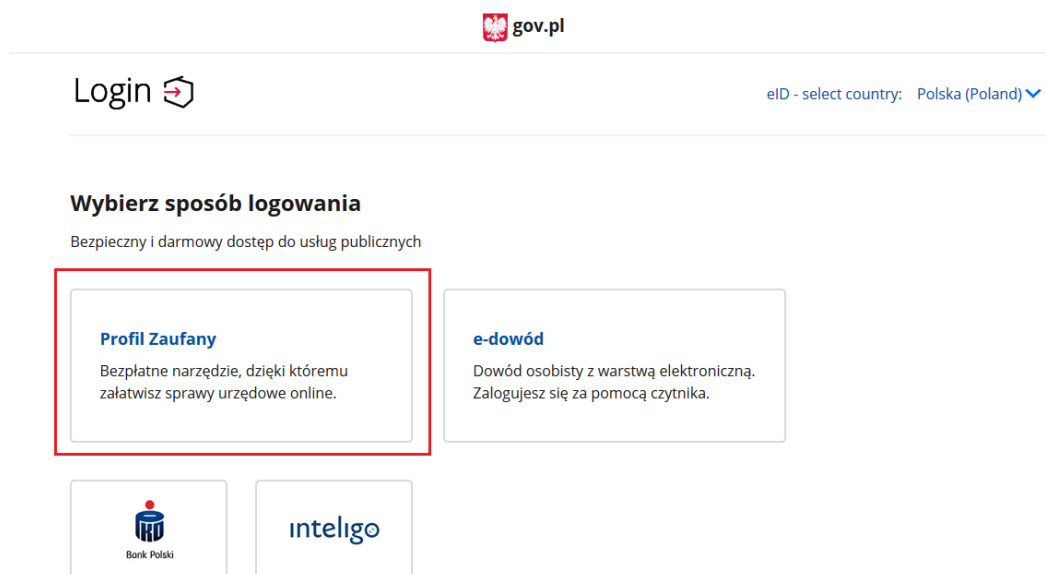 gov.pl
Login
eID - select country: Polska (Poland)
Wybierz sposób logowania
Bezpieczny i darmowy dostęp do usług publicznych
Profil Zaufany
Bezpłatne narzędzie, dzięki któremu
załatwisz sprawy urzędowe online.
e-dowód
Dowód osobisty z warstwą elektroniczną.
Zalogujesz się za pomocą czytnika.
PKO
Bank Polski
inteligo